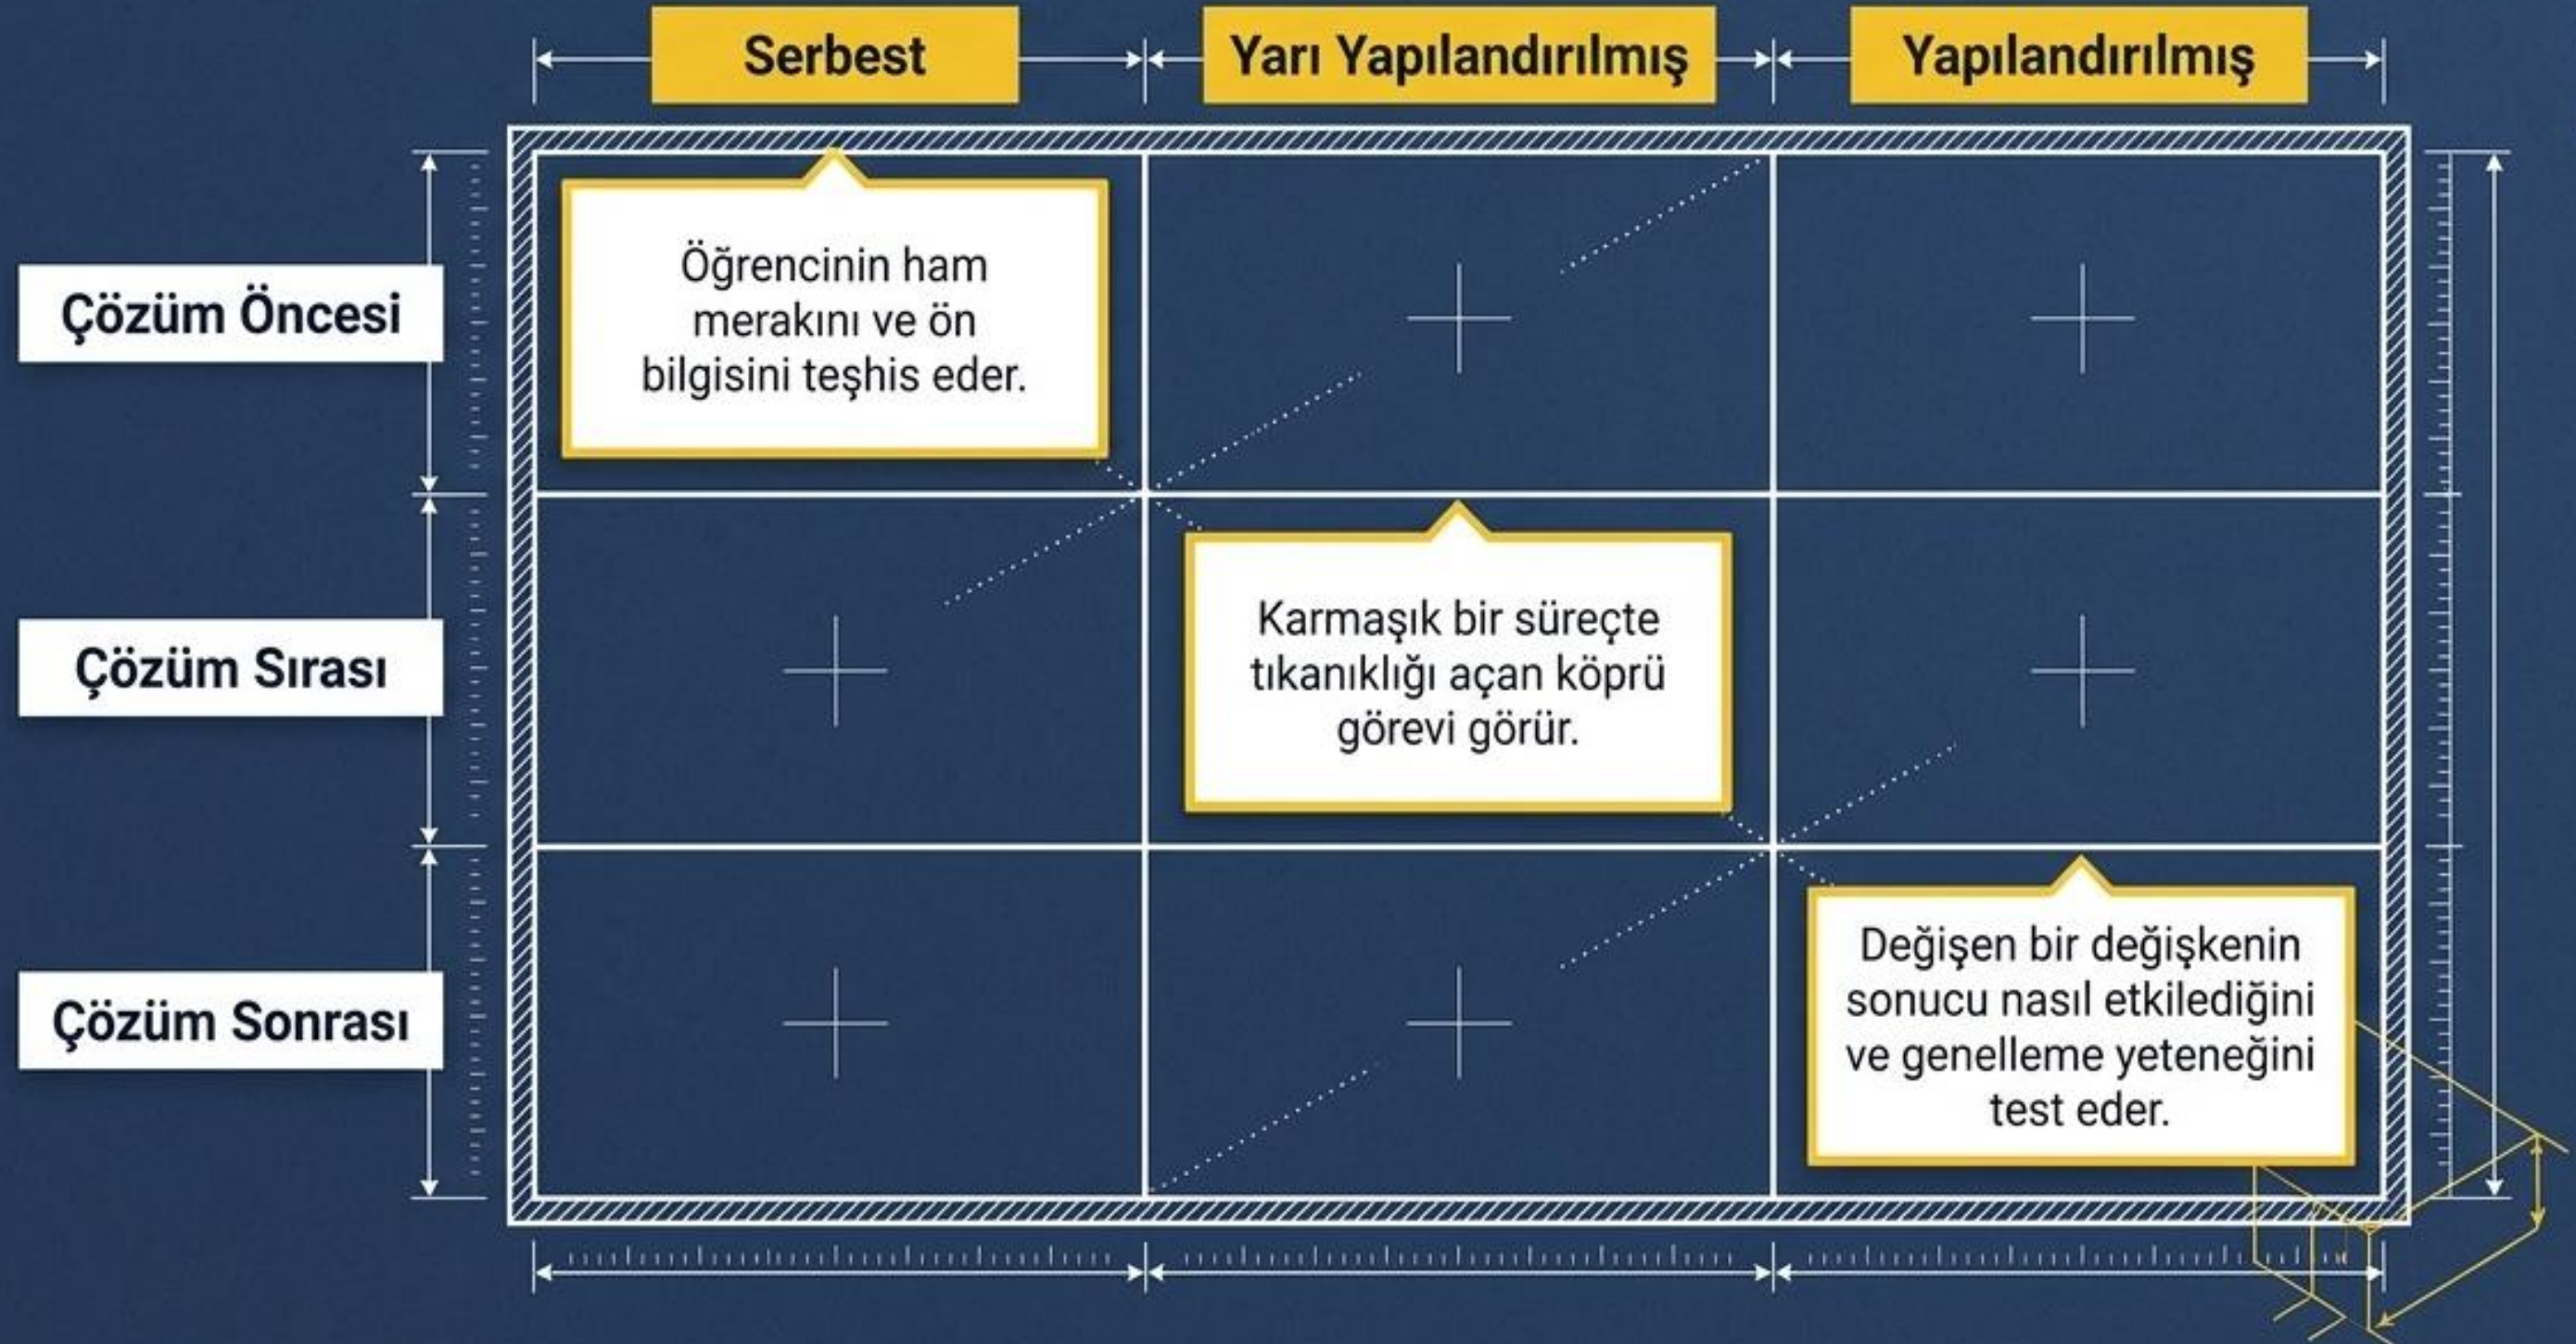 Serbest
Yarı Yapılandırılmış
Yapılandırılmış
Çözüm Öncesi
Öğrencinin ham
merakını ve ön
bilgisini teşhis eder.
Çözüm Sırası
Karmaşık bir süreçte
tıkanıklığı açan köprü
görevi görür.
Çözüm Sonrası
Değişen bir değişkenin
sonucu nasıl etkilediğini
ve genelleme yeteneğini
test eder.